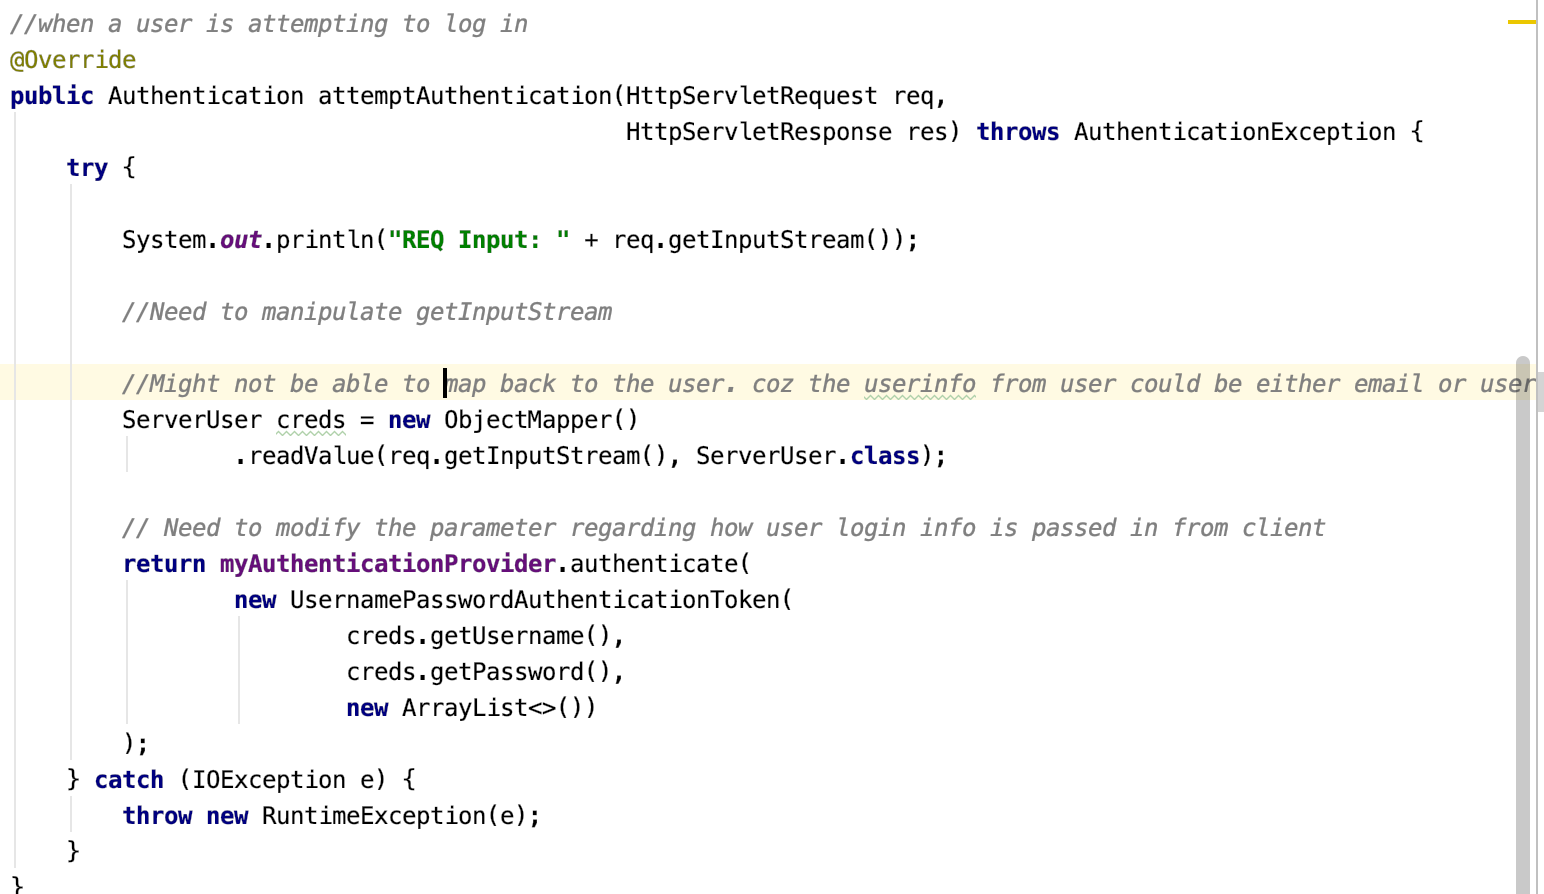 //when a user is attempting to log in
@Override
public Authentication attemptAuthentication(HttpServletRequest req,
HttpServletResponse res) throws AuthenticationException {
try {
System.out.println("REQ Input: " + req.getInputStream());
//Need to manipulate getInputStream
//Might not be able to map back to the user. coz the userinfo from user could be either email or user
ServerUser creds = new ObjectMapper()
.readValue(req.getInputStream(), ServerUser.class);
// Need to modify the parameter regarding how user login info is passed in from client
return myAuthenticationProvider.authenticate(
new UsernamePasswordAuthenticationToken(
creds.getUsername(),
creds.getPassword(),
new ArrayList<>())
);
} catch (IOException e) {
throw new RuntimeException(e);
}
}